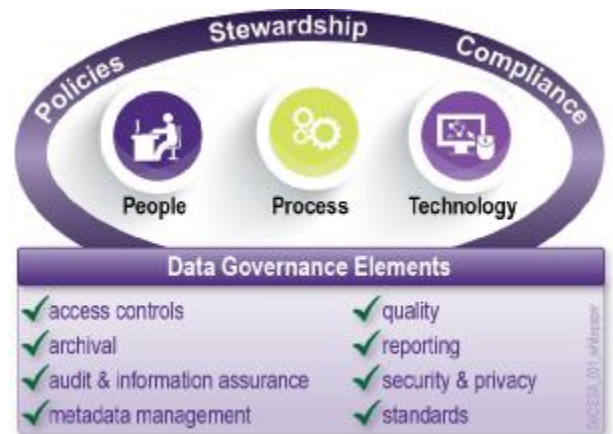 Policies
Stewardship
Compliance
People
Process
Technology
Data Governance Elements
access controls
archival
audit & information assurance
metadata management
quality
reporting
security & privacy
standards